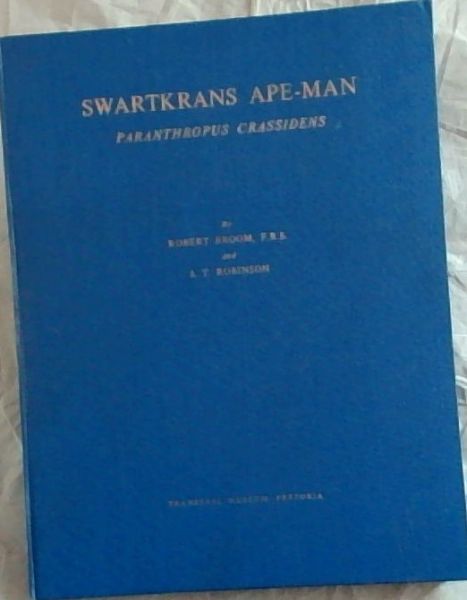 SWARTKRANS APE-MAN
PARANTHROPUS CRASSIDENS
By
ROBERT BROOM, F.R.S.
and
J. T. ROBINSON
TRANSVAAL MUSEUM PRETORIA